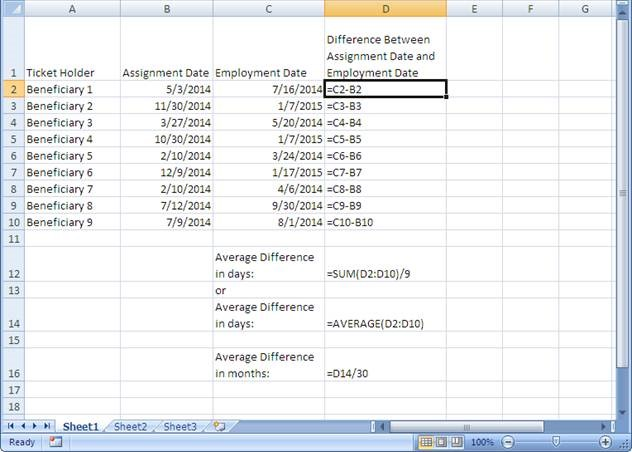 A B C D E F G
1 Ticket Holder Assignment Date Employment Date Difference Between
Assignment Date and
Employment Date
2 Beneficiary 1 5/3/2014 7/16/2014 =C2-B2
3 Beneficiary 2 11/30/2014 1/7/2015 =C3-B3
4 Beneficiary 3 3/27/2014 5/20/2014 =C4-B4
5 Beneficiary 4 10/30/2014 1/7/2015 =C5-B5
6 Beneficiary 5 2/10/2014 3/24/2014 =C6-B6
7 Beneficiary 6 12/9/2014 1/17/2015 =C7-B7
8 Beneficiary 7 2/10/2014 4/6/2014 =C8-B8
9 Beneficiary 8 7/12/2014 9/30/2014 =C9-B9
10 Beneficiary 9 7/9/2014 8/1/2014 =C10-B10
11
Average Difference
12 in days: =SUM(D2:D10)/9
13 or
Average Difference
14 in days: =AVERAGE(D2:D10)
15
Average Difference
16 in months: =D14/30
17
18
Sheet1 Sheet2 Sheet3
Ready 100%